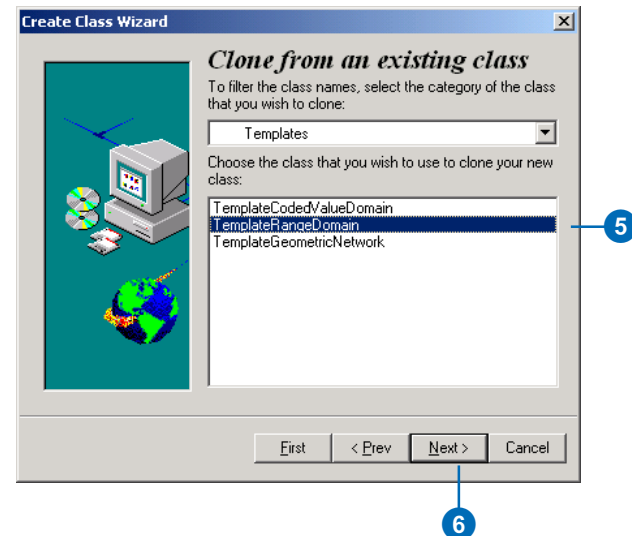 Create Class Wizard
Clone from an existing class
To filter the class names, select the category of the class
that you wish to clone:
Templates
Choose the class that you wish to use to clone your new
class:
TemplateCodedValueDomain
TemplateRangeDomain
TemplateGeometricNetwork
5
First
< Prev
Next >
Cancel
6